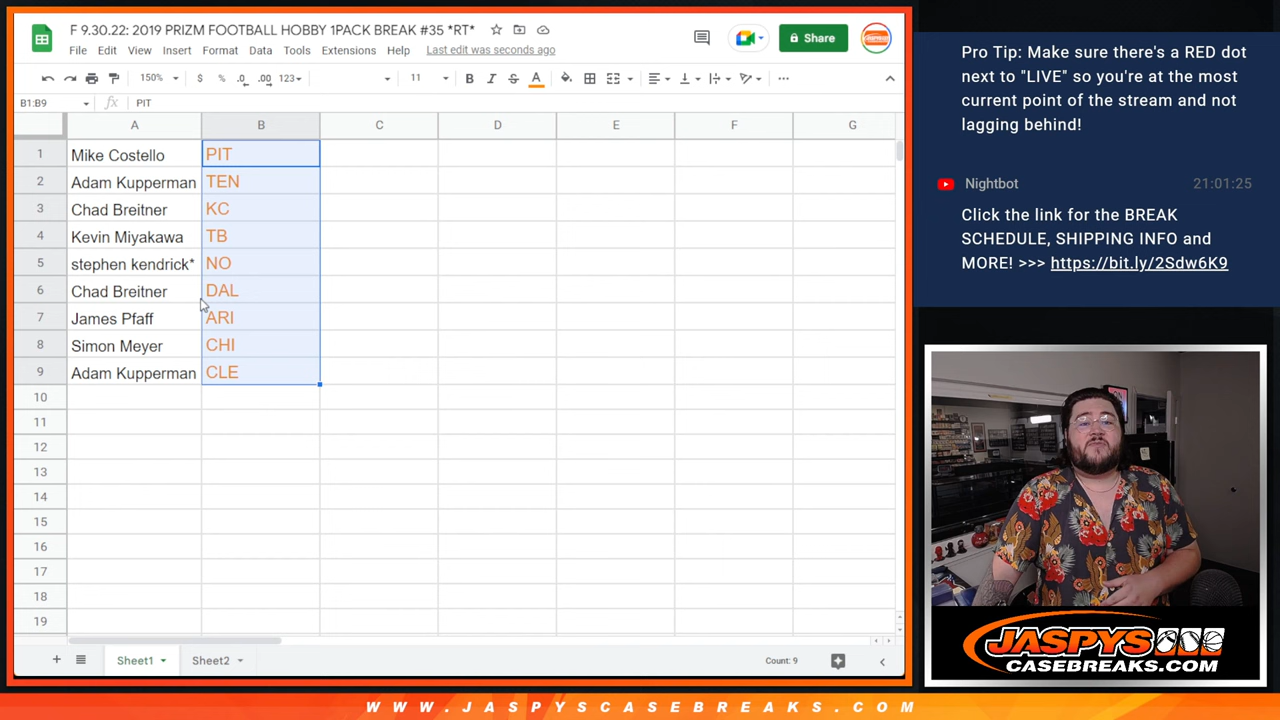 F 9.30.22: 2019 PRIZM FOOTBALL HOBBY 1PACK BREAK #35 *RT*
File Edit View Insert Format Data Tools Extensions Help Last edit was seconds ago
Share
150% $ % .0 .00 123 11 B I S A
B1:B9 fx PIT
A B C D E F G
1 Mike Costello PIT
2 Adam Kupperman TEN
3 Chad Breitner KC
4 Kevin Miyakawa TB
5 stephen kendrick* NO
6 Chad Breitner DAL
7 James Pfaff ARI
8 Simon Meyer CHI
9 Adam Kupperman CLE
10
11
12
13
14
15
16
17
18
19
Sheet1 Sheet2 Count: 9
Pro Tip: Make sure there's a RED dot
next to "LIVE" so you're at the most
current point of the stream and not
lagging behind!
Nightbot 21:01:25
Click the link for the BREAK
SCHEDULE, SHIPPING INFO and
MORE! >>> https://bit.ly/2Sdw6K9
JASPYS
CASEBREAKS.COM
WWW.JASPYSCASEBREAKS.COM